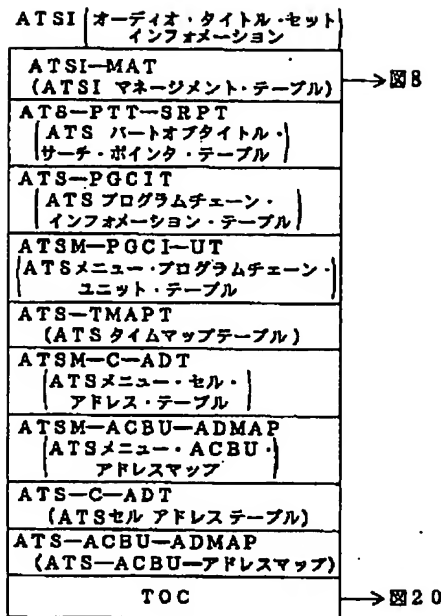 ATSI(オーディオ・タイトル・セット
インフォメーション
ATSI-MAT
(ATSI マネージメント・テーブル)
→図8
ATS-PTT-SRPT
(ATS パートオブタイトル・
サーチ・ポインタ・テーブル)
ATS-PGCIT
(ATSプログラムチェーン・
インフォメーション・テーブル)
ATSM-PGCI-UT
(ATSメニュー・プログラムチェーン・
ユニット・テーブル)
ATS-TMAPT
(ATSタイムマップテーブル)
ATSM-C-ADT
(ATSメニュー・セル・
アドレス・テーブル)
ATSM-ACBU-ADMAP
(ATSメニュー・ACBU・
アドレスマップ)
ATS-C-ADT
(ATSセル アドレス テーブル)
ATS-ACBU-ADMAP
(ATS-ACBU-アドレスマップ)
TOC
→図20